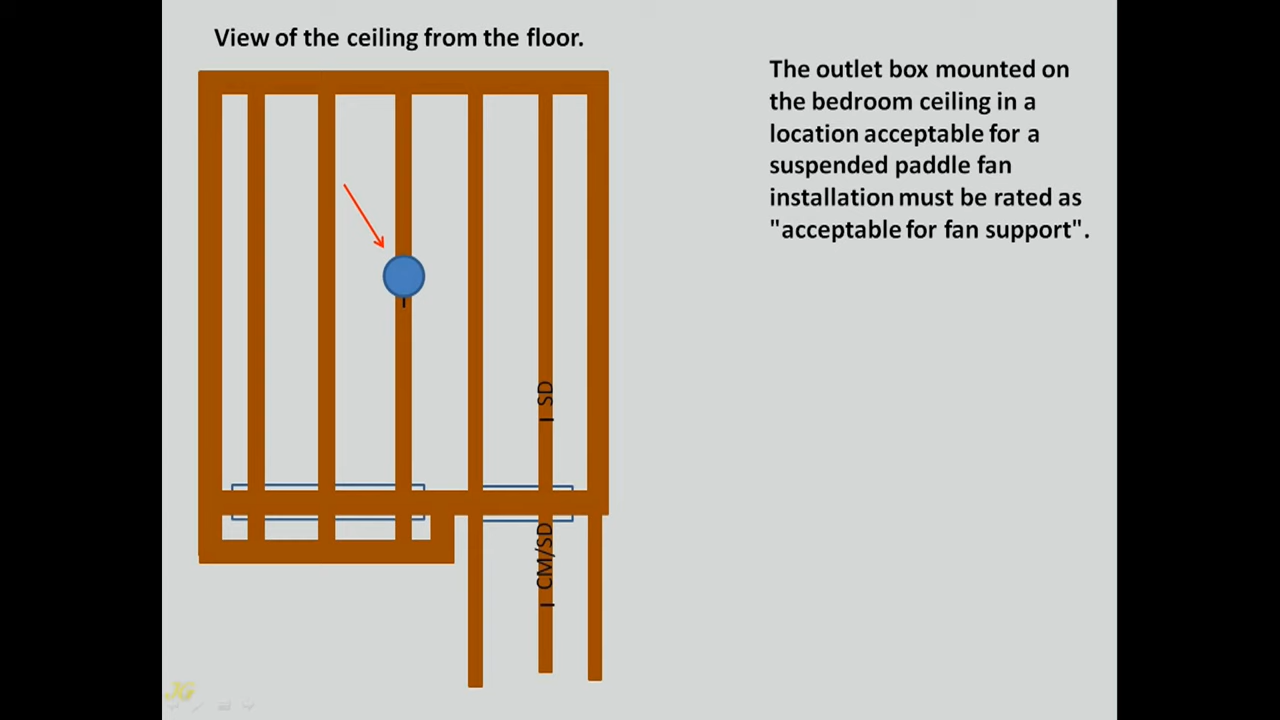 View of the ceiling from the floor.
The outlet box mounted on
the bedroom ceiling in a
location acceptable for a
suspended paddle fan
installation must be rated as
"acceptable for fan support".
SD
CM/SD
JG